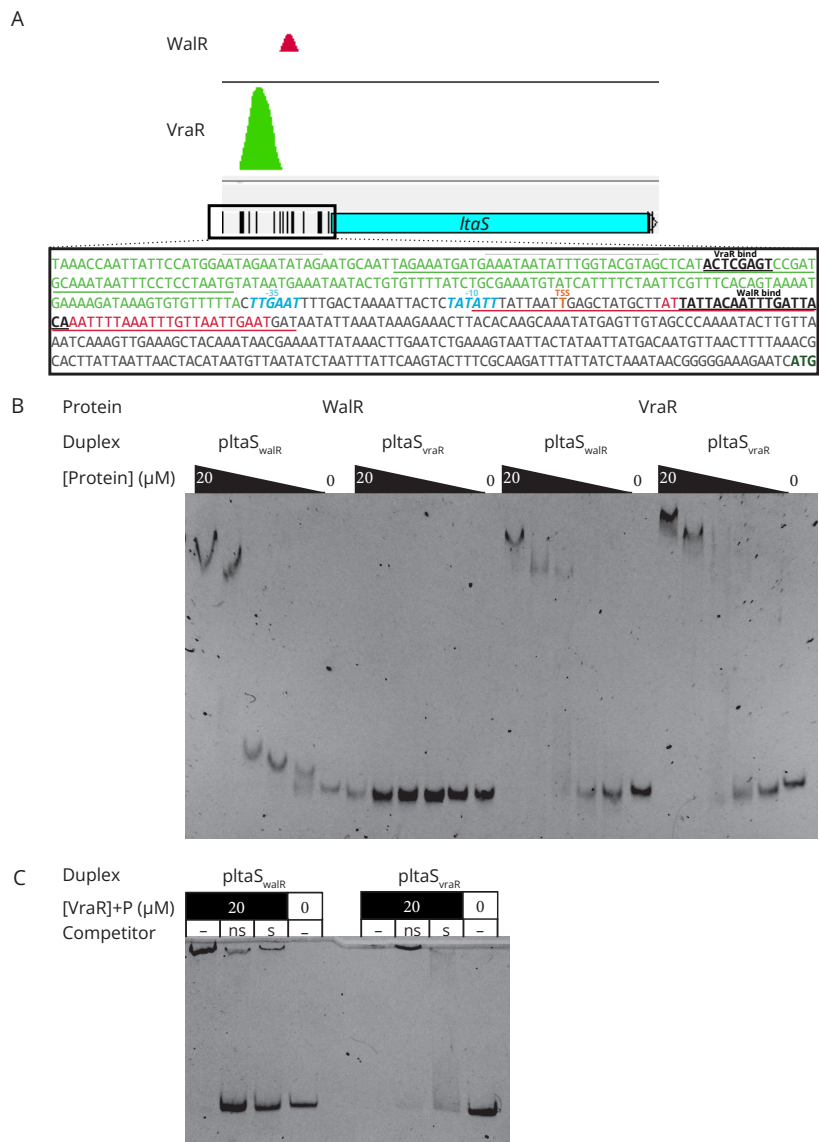 A
WalR
VraR
ltaS
VraR bind
TAAACCAATTATTCCATGGAATAGAATATAGAATGCAATTAGAAATGATGAAATAATATTTGGTACGTAGCTCATACTCGAGTCCGAT
GCAAATAATTTCCTCCTAATGTATAATGAAATAATACTGTGTTTTATCTGCGAAATGTATCATTTTCTAATTCGTTTCACAGTAAAAT
-35 -10 TSS WalR bind
GAAAAGATAAAGTGTGTTTTTACTTGAATTTTGACTAAAATTACTCTATATTTATTAATTGAGCTATGCTTATTATTACAATTTGATTA
CAAATTTTAAATTTGTTAATTGAATGATAATATTAAATAAAGAACTTACACAAGCAAATATGAGTTGTAGCCCAAAATACTTGTTA
AATCAAAGTTGAAAGCTACAAATAACGAAAATTATAAACTTGAATCTGAAAGTAATTACTATAATTATGACAATGTTAACTTTTAAACG
CACTTATTAATTAACTACATAATGTTAATATCTAATTTATTCAAGTACTTTCGCAAGATTTATTATCTAAATAACGGGGGAAAGAATCATG
B
Protein WalR VraR
Duplex pltaSwalR pltaSvraR pltaSwalR pltaSvraR
[Protein] (μM) 20 0 20 0 20 0 20 0
C
Duplex pltaSwalR pltaSvraR
[VraR]+P (μM) 20 0 20 0
Competitor – ns s – – ns s –